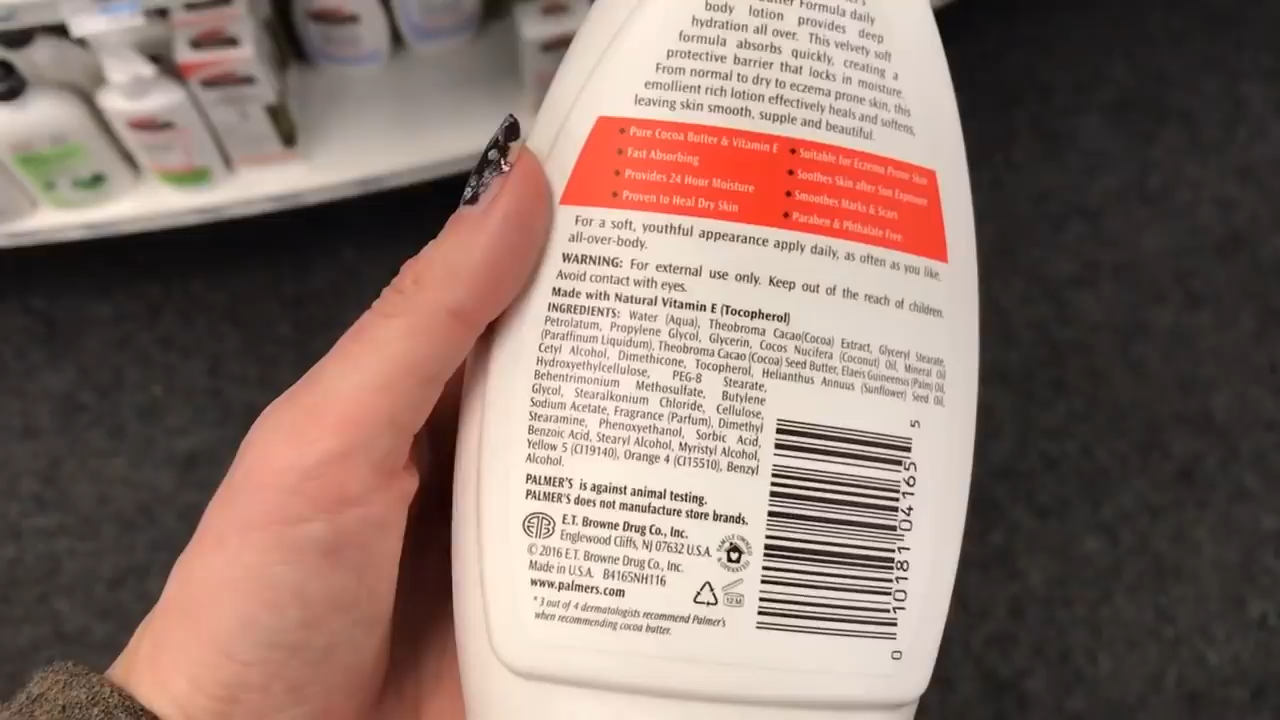 Formula daily
body lotion provides deep
hydration all over. This velvety soft
formula absorbs quickly, creating a
protective barrier that locks in moisture.
From normal to dry to eczema prone skin, this
emollient rich lotion effectively heals and softens,
leaving skin smooth, supple and beautiful.
Pure Cocoa Butter & Vitamin E
Fast Absorbing
Provides 24 Hour Moisture
Proven to Heal Dry Skin
Suitable for Eczema Prone Skin
Soothes Skin after Sun Exposure
Smoothes Marks & Scars
Paraben & Phthalate Free
For a soft, youthful appearance apply daily, as often as you like,
all-over-body.
WARNING: For external use only. Keep out of the reach of children.
Avoid contact with eyes.
Made with Natural Vitamin E (Tocopherol)
INGREDIENTS: Water (Aqua), Theobroma Cacao(Cocoa) Extract, Glyceryl Stearate,
Petrolatum, Propylene Glycol, Glycerin, Cocos Nucifera (Coconut) Oil, Mineral Oil
(Paraffinum Liquidum), Theobroma Cacao (Cocoa) Seed Butter, Elaeis Guineensis (Palm) Oil,
Cetyl Alcohol, Dimethicone, Tocopherol, Helianthus Annuus (Sunflower) Seed Oil,
Hydroxyethylcellulose, PEG-8 Stearate,
Behentrimonium Methosulfate, Butylene
Glycol, Stearalkonium Chloride, Cellulose,
Sodium Acetate, Fragrance (Parfum), Dimethyl
Stearamine, Phenoxyethanol, Sorbic Acid,
Benzoic Acid, Stearyl Alcohol, Myristyl Alcohol,
Yellow 5 (CI19140), Orange 4 (CI15510), Benzyl
Alcohol.
PALMER'S is against animal testing.
PALMER'S does not manufacture store brands.
E.T. Browne Drug Co., Inc.
Englewood Cliffs, NJ 07632 U.S.A.
© 2016 E.T. Browne Drug Co., Inc.
Made in U.S.A. B4165NH116
www.palmers.com
* 3 out of 4 dermatologists recommend Palmer's
when recommending cocoa butter.
ETB
FAMILY OWNED
OPERATED
12 M
0 10181 04165 5